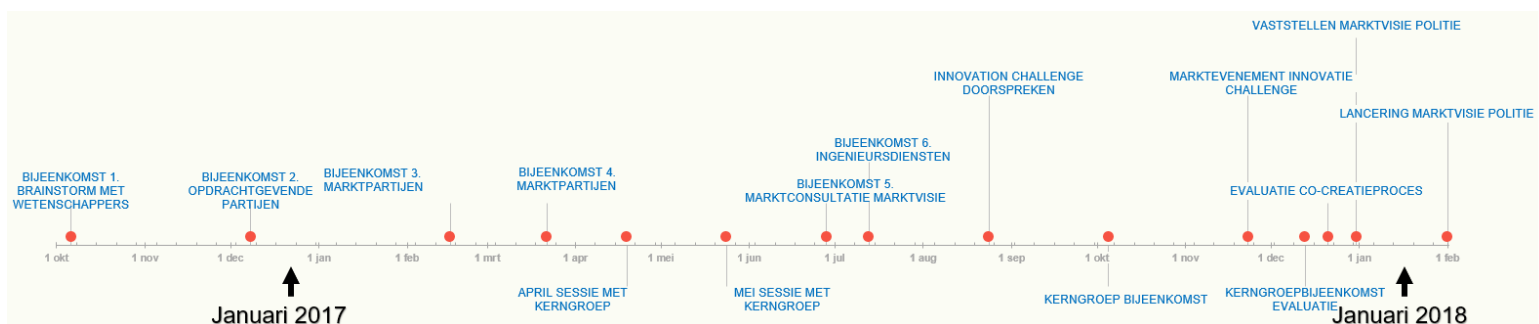 VASTSTELLEN MARKTVISIE POLITIE
INNOVATION CHALLENGE
DOORSPREKEN
MARKTEVENEMENT INNOVATIE
CHALLENGE
LANCERING MARKTVISIE POLITIE
BIJEENKOMST 1.
BRAINSTORM MET
WETENSCHAPPERS
BIJEENKOMST 2.
OPDRACHTGEVENDE
PARTIJEN
BIJEENKOMST 3.
MARKTPARTIJEN
BIJEENKOMST 4.
MARKTPARTIJEN
BIJEENKOMST 6.
INGENIEURSDIENSTEN
BIJEENKOMST 5.
MARKTCONSULTATIE MARKTVISIE
EVALUATIE CO-CREATIEPROCES
1 okt 1 nov 1 dec 1 jan 1 feb 1 mrt 1 apr 1 mei 1 jun 1 jul 1 aug 1 sep 1 okt 1 nov 1 dec 1 jan 1 feb
APRIL SESSIE MET
KERNGROEP
MEI SESSIE MET
KERNGROEP
KERNGROEP BIJEENKOMST
KERNGROEPBIJEENKOMST
EVALUATIE
Januari 2017
Januari 2018